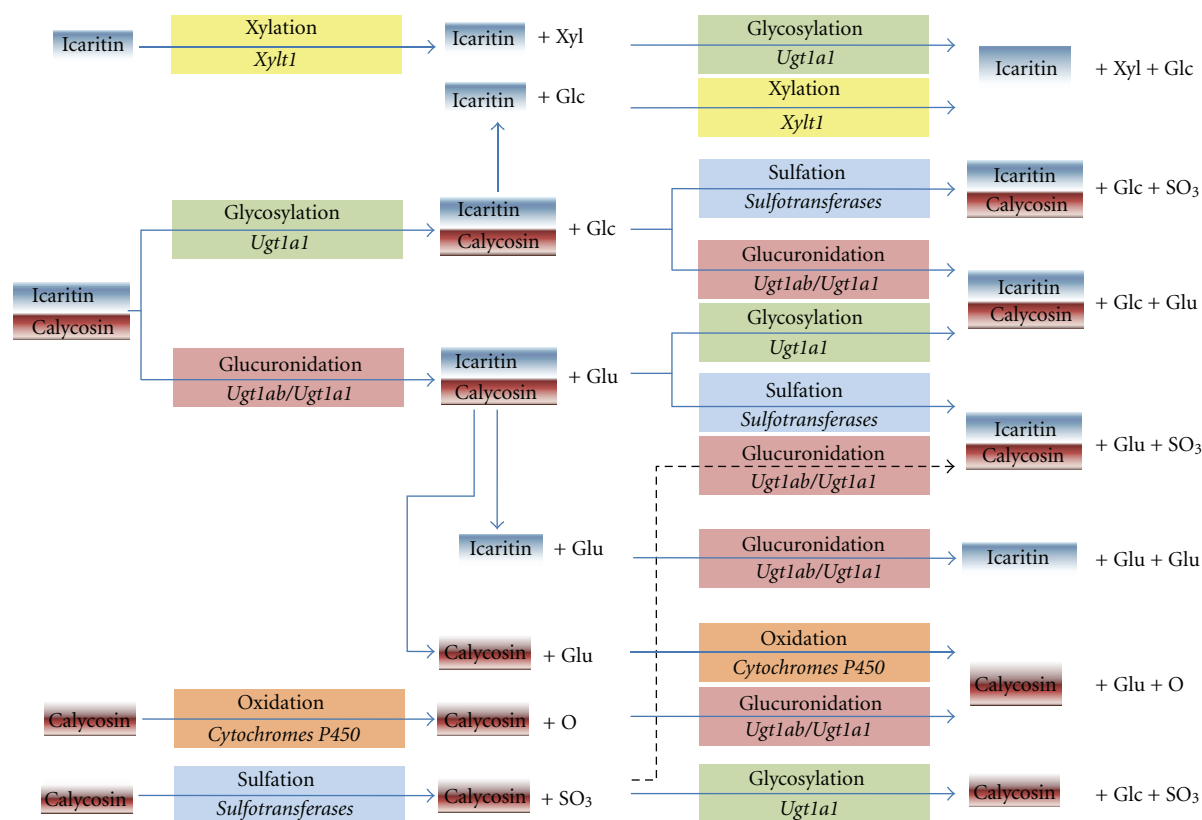 Icaritin
Xylation
Xylt1
Icaritin + Xyl
Glycosylation
Ugt1a1
Icaritin + Xyl + Glc
Icaritin + Glc
Xylation
Xylt1
Glycosylation
Ugt1a1
Icaritin
Calycosin
+ Glc
Sulfation
Sulfotransferases
Icaritin
Calycosin
+ Glc + SO₃
Glucuronidation
Ugt1ab/Ugt1a1
Icaritin
Calycosin
+ Glc + Glu
Icaritin
Calycosin
Glycosylation
Ugt1a1
Glucuronidation
Ugt1ab/Ugt1a1
Icaritin
Calycosin
+ Glu
Sulfation
Sulfotransferases
Icaritin
Calycosin
+ Glu + SO₃
Glucuronidation
Ugt1ab/Ugt1a1
Icaritin + Glu
Glucuronidation
Ugt1ab/Ugt1a1
Icaritin + Glu + Glu
Calycosin + Glu
Oxidation
Cytochromes P450
Calycosin + Glu + O
Calycosin
Oxidation
Cytochromes P450
Calycosin + O
Glucuronidation
Ugt1ab/Ugt1a1
Calycosin
Sulfation
Sulfotransferases
Calycosin + SO₃
Glycosylation
Ugt1a1
Calycosin + Glc + SO₃